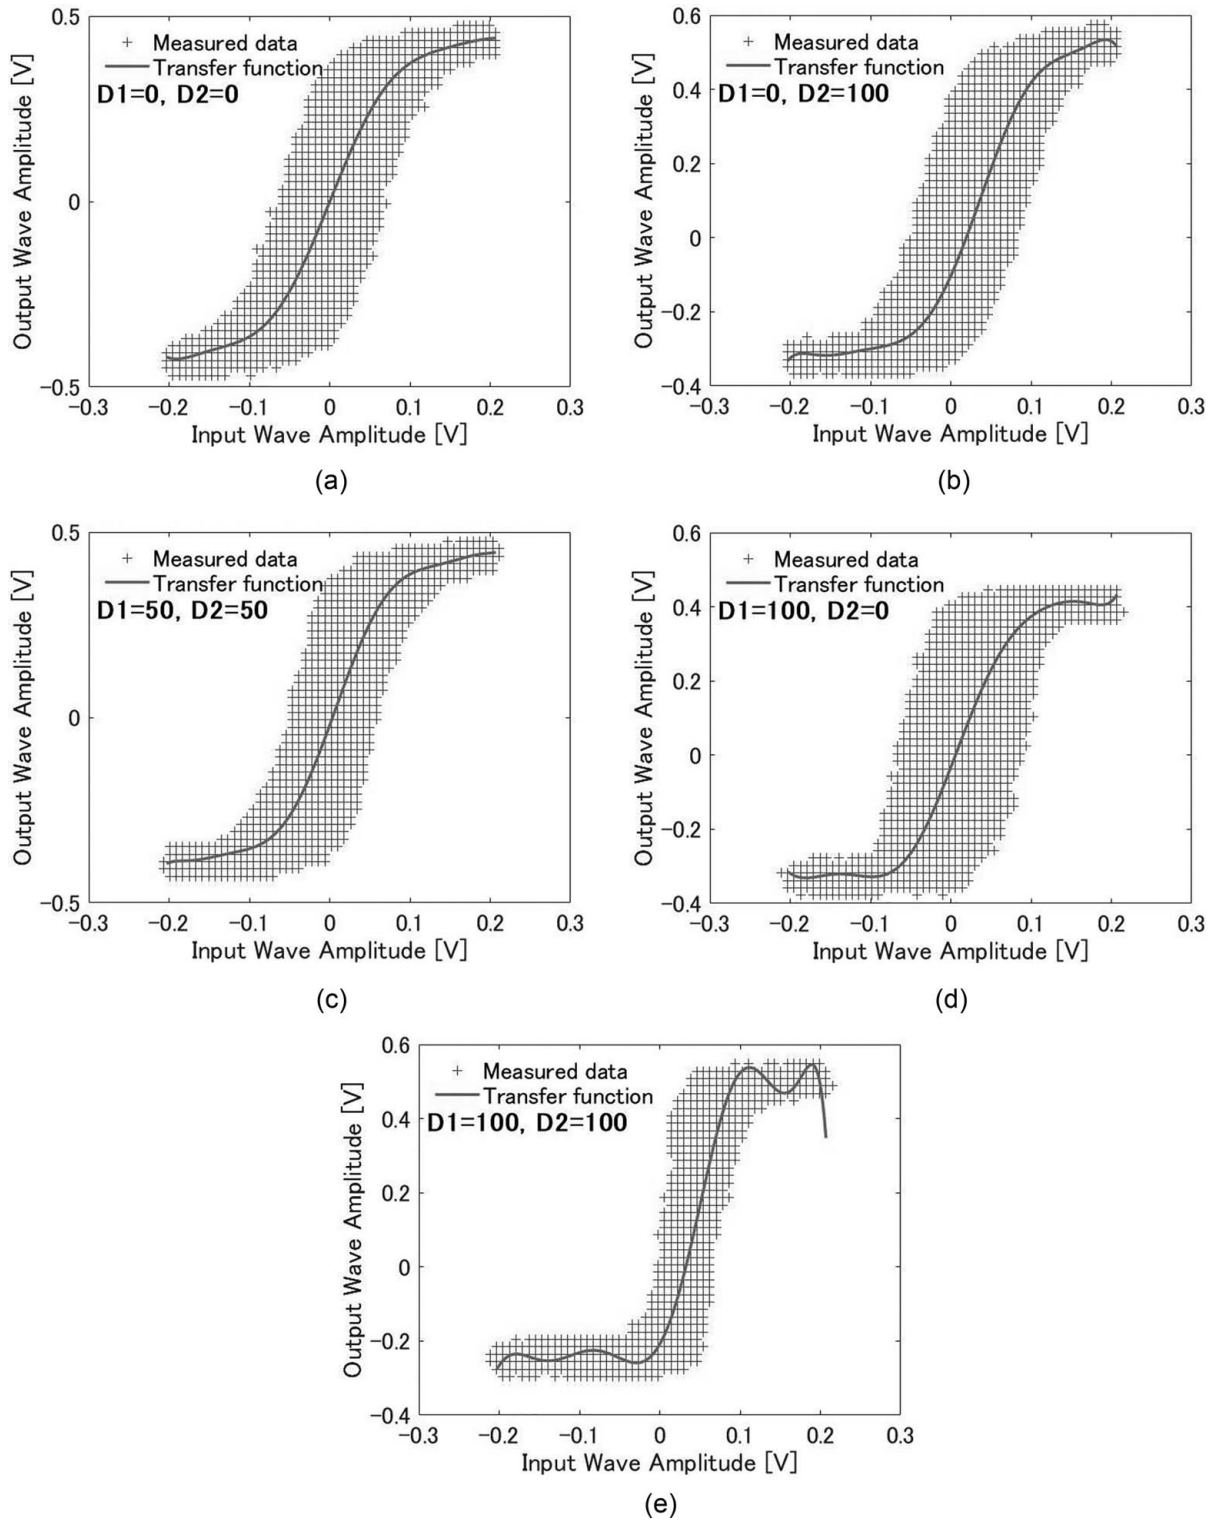 0.5
0
−0.5
−0.3
−0.2
−0.1
0
0.1
0.2
0.3
Output Wave Amplitude [V]
Input Wave Amplitude [V]
+ Measured data
Transfer function
D1=0, D2=0
(a)
0.6
0.4
0.2
0
−0.2
−0.4
−0.3
−0.2
−0.1
0
0.1
0.2
0.3
Output Wave Amplitude [V]
Input Wave Amplitude [V]
+ Measured data
Transfer function
D1=0, D2=100
(b)
0.5
0
−0.5
−0.3
−0.2
−0.1
0
0.1
0.2
0.3
Output Wave Amplitude [V]
Input Wave Amplitude [V]
+ Measured data
Transfer function
D1=50, D2=50
(c)
0.6
0.4
0.2
0
−0.2
−0.4
−0.3
−0.2
−0.1
0
0.1
0.2
0.3
Output Wave Amplitude [V]
Input Wave Amplitude [V]
+ Measured data
Transfer function
D1=100, D2=0
(d)
0.6
0.4
0.2
0
−0.2
−0.4
−0.3
−0.2
−0.1
0
0.1
0.2
0.3
Output Wave Amplitude [V]
Input Wave Amplitude [V]
+ Measured data
Transfer function
D1=100, D2=100
(e)